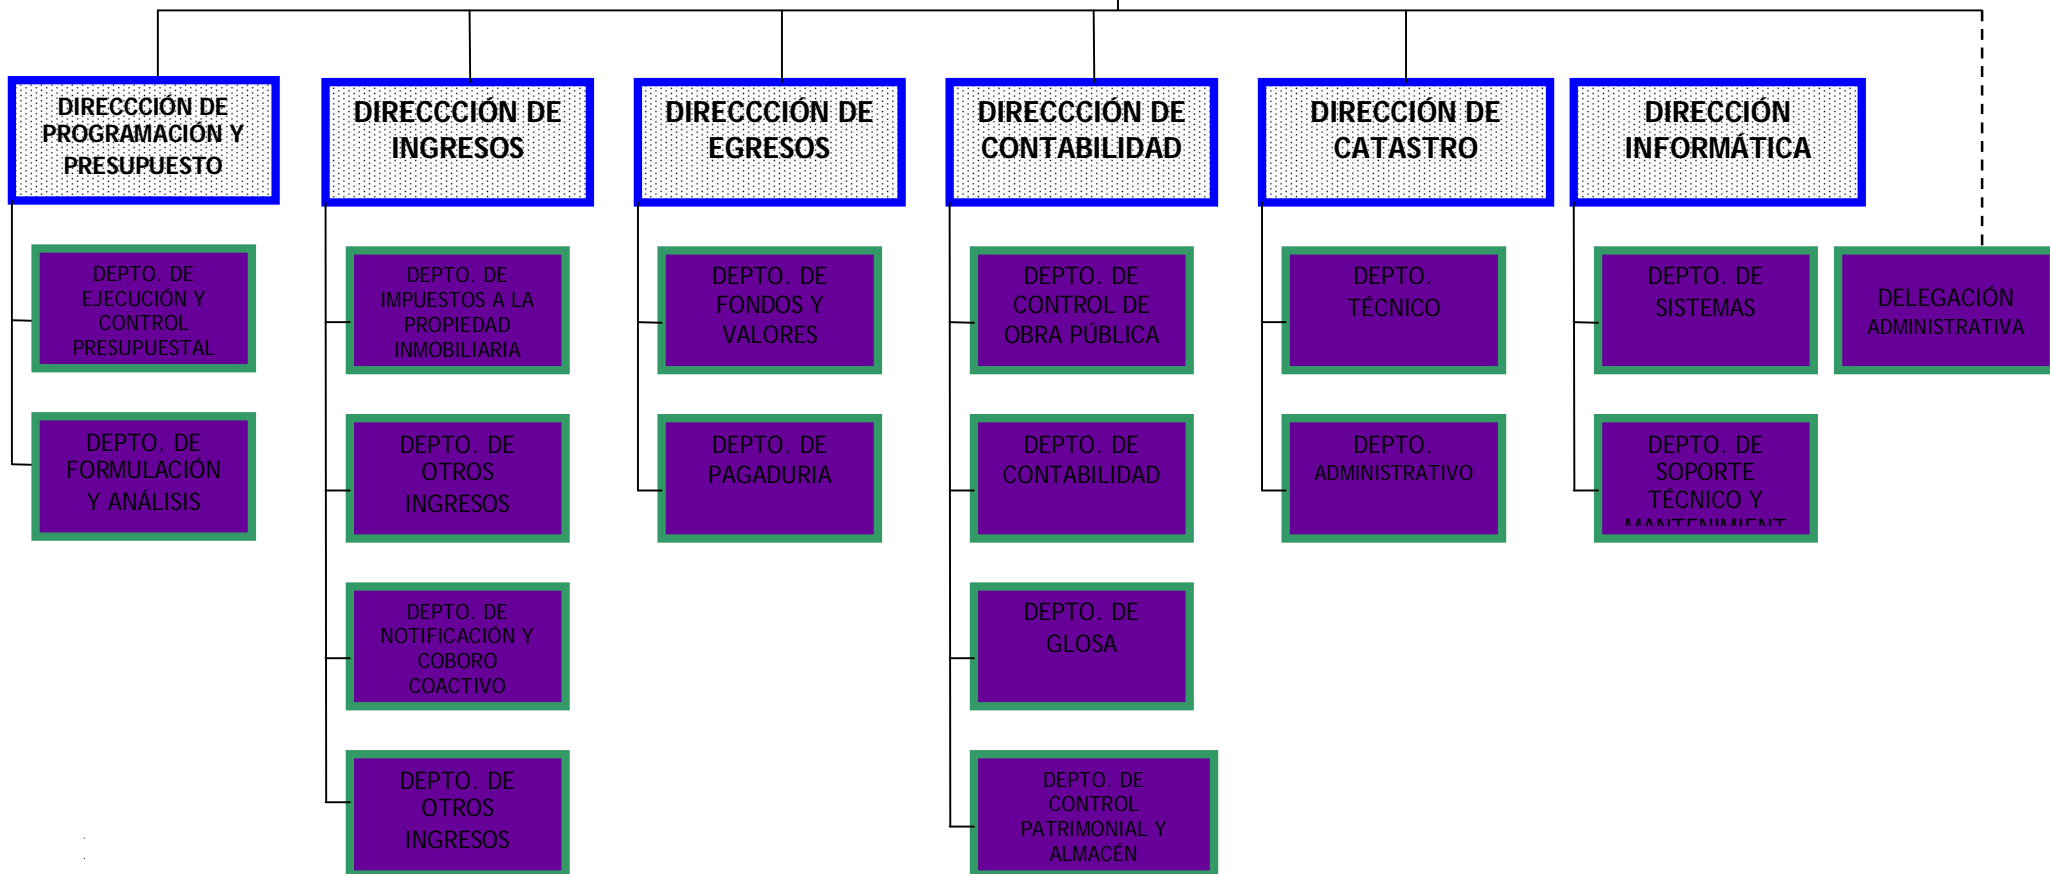 DIRECCCIÓN DE
PROGRAMACIÓN Y
PRESUPUESTO
DIRECCCIÓN DE
INGRESOS
DIRECCCIÓN DE
EGRESOS
DIRECCCIÓN DE
CONTABILIDAD
DIRECCIÓN DE
CATASTRO
DIRECCIÓN
INFORMÁTICA
DEPTO. DE
EJECUCIÓN Y
CONTROL
PRESUPUESTAL
DEPTO. DE
IMPUESTOS A LA
PROPIEDAD
INMOBILIARIA
DEPTO. DE
FONDOS Y
VALORES
DEPTO. DE
CONTROL DE
OBRA PÚBLICA
DEPTO.
TÉCNICO
DEPTO. DE
SISTEMAS
DELEGACIÓN
ADMINISTRATIVA
DEPTO. DE
FORMULACIÓN
Y ANÁLISIS
DEPTO. DE
OTROS
INGRESOS
DEPTO. DE
PAGADURIA
DEPTO. DE
CONTABILIDAD
DEPTO.
ADMINISTRATIVO
DEPTO. DE
SOPORTE
TÉCNICO Y
MANTENIMIENT
DEPTO. DE
NOTIFICACIÓN Y
COBORO
COACTIVO
DEPTO. DE
GLOSA
DEPTO. DE
OTROS
INGRESOS
DEPTO. DE
CONTROL
PATRIMONIAL Y
ALMACÉN